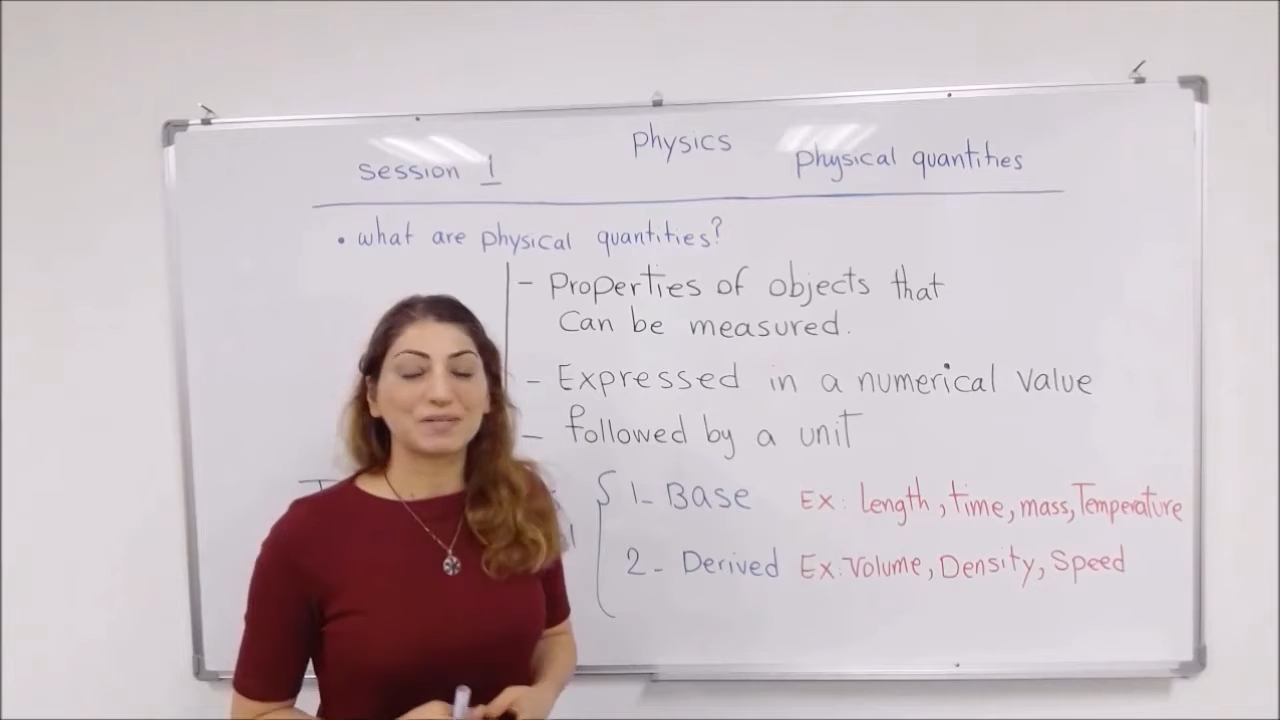 Physics
Session 1
physical quantities
• what are physical quantities?
- Properties of objects that
Can be measured.
- Expressed in a numerical value
- followed by a unit
1- Base Ex: Length, time, mass, Temperature
2- Derived Ex: Volume, Density, Speed